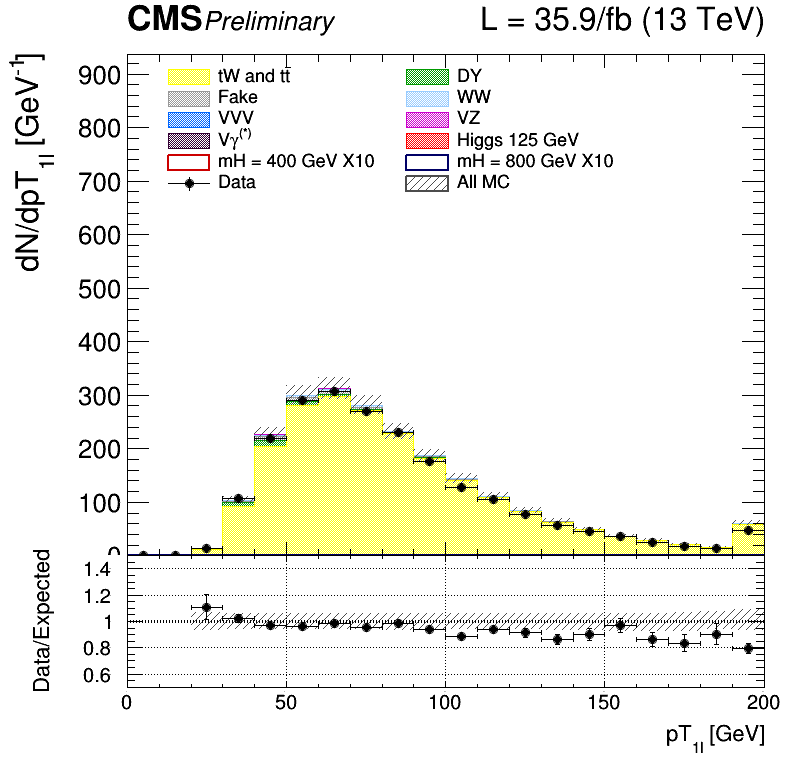 CMS Preliminary L = 35.9/fb (13 TeV)
dN/dpT_1l [GeV^-1]
900
800
700
600
500
400
300
200
100
0
tW and tt̄ DY
Fake WW
VVV VZ
Vγ^(*) Higgs 125 GeV
mH = 400 GeV X10 mH = 800 GeV X10
Data All MC
Data/Expected
1.4
1.2
1
0.8
0.6
0 50 100 150 200
pT_1l [GeV]